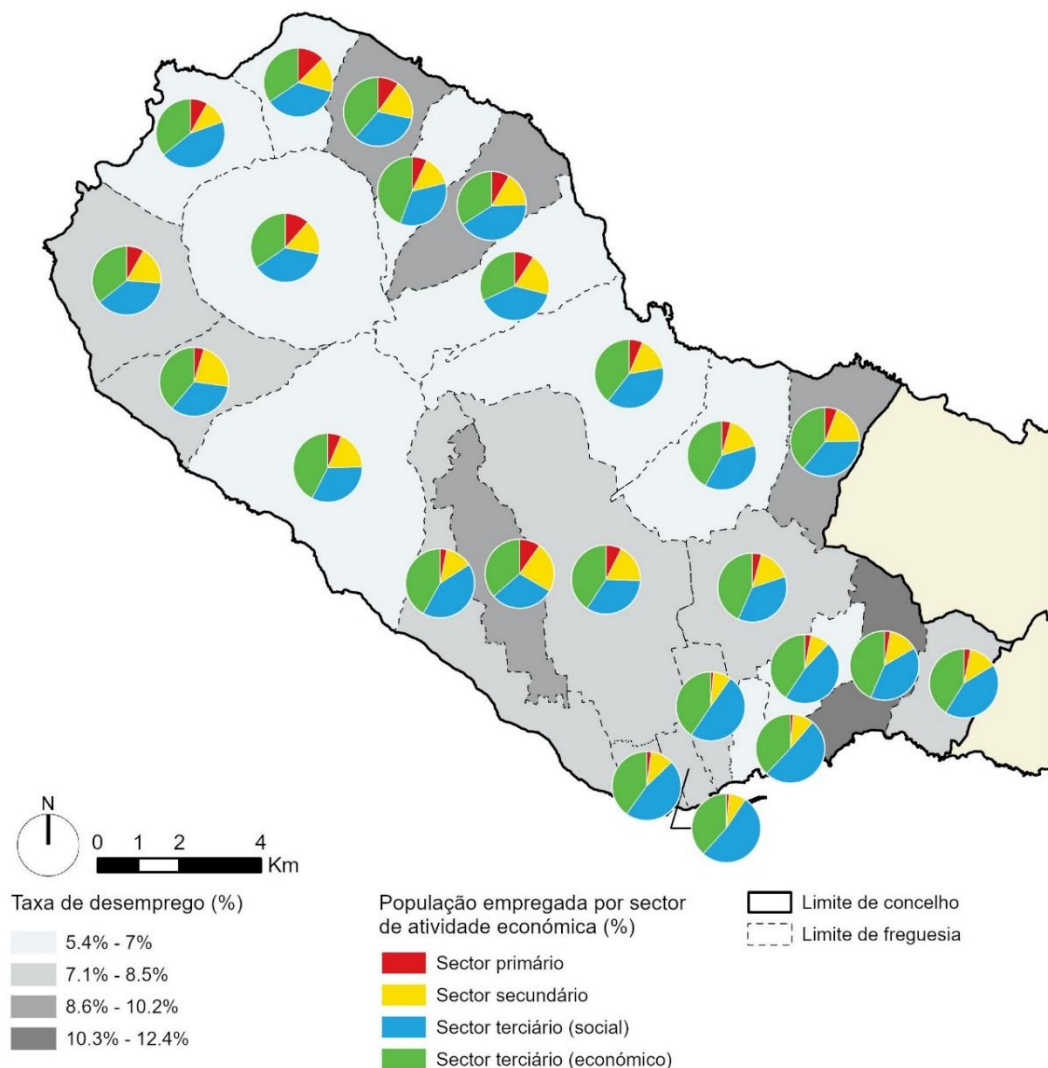 N
0 1 2 4
Km
Taxa de desemprego (%)
5.4% - 7%
7.1% - 8.5%
8.6% - 10.2%
10.3% - 12.4%
População empregada por sector
de atividade económica (%)
Sector primário
Sector secundário
Sector terciário (social)
Sector terciário (económico)
Limite de concelho
Limite de freguesia